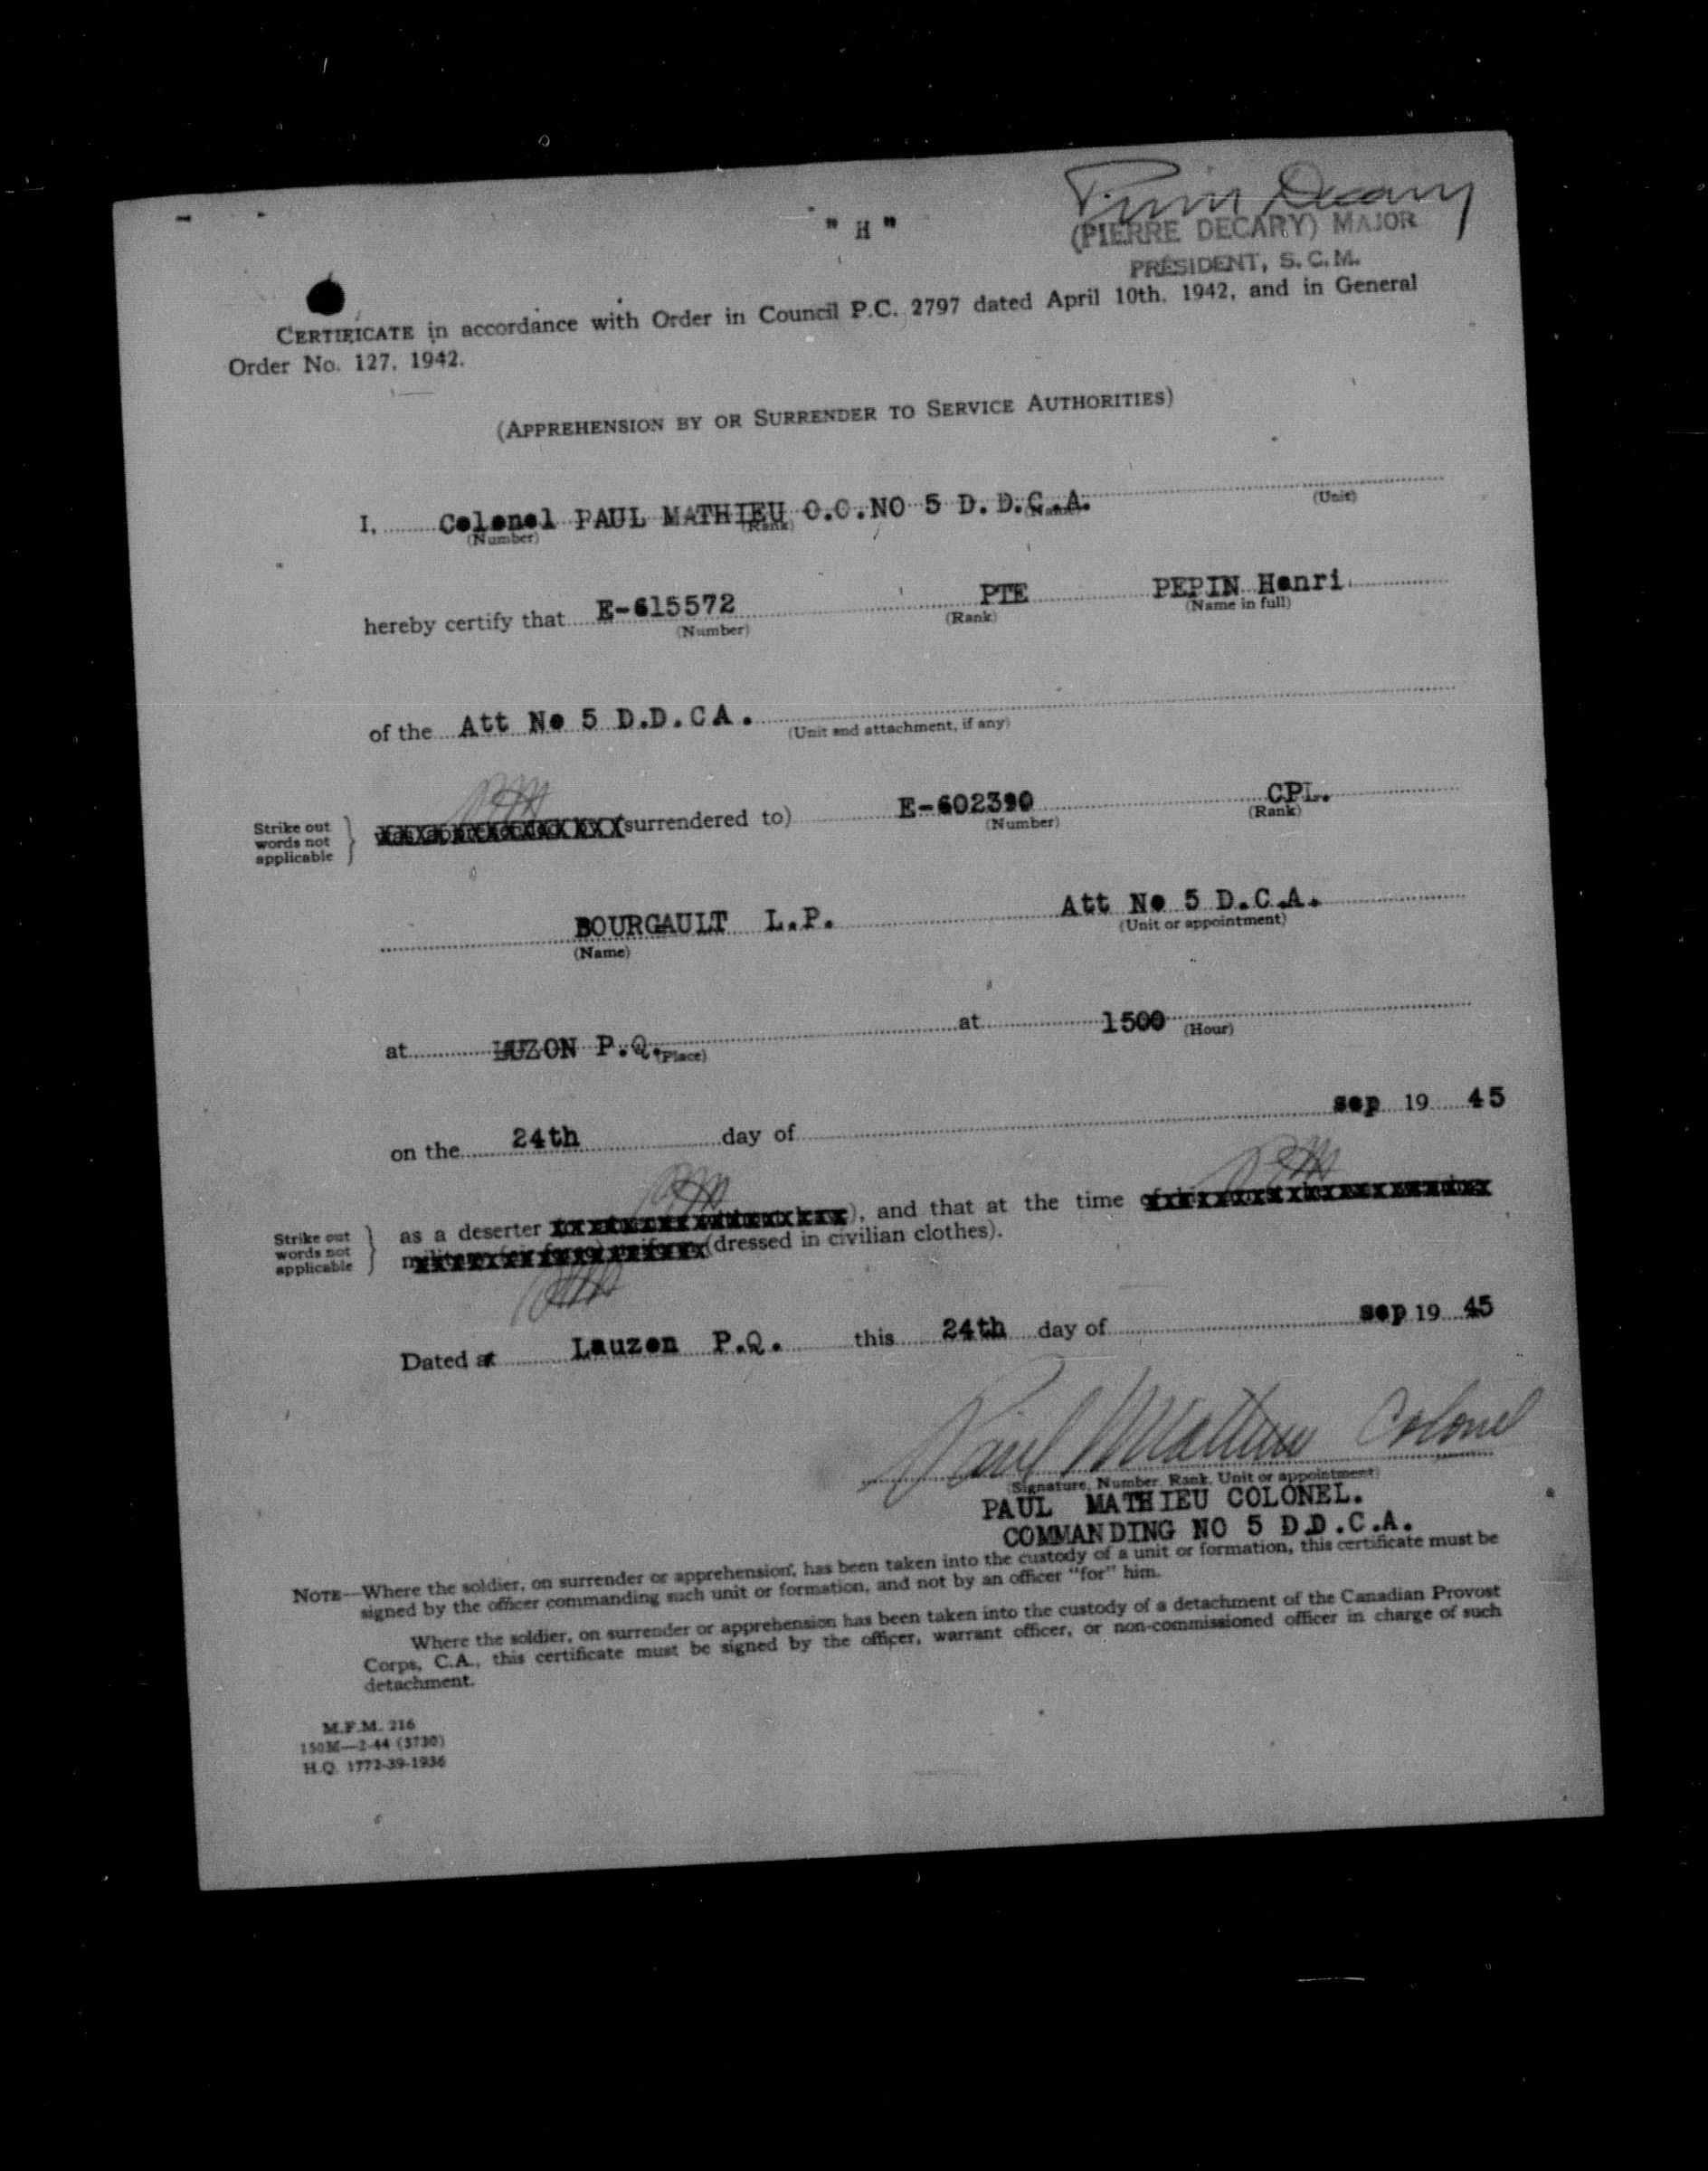 " H "
Pierre Decary
(PIERRE DECARY) MAJOR
PRÉSIDENT, S.C.M.
CERTIFICATE in accordance with Order in Council P.C. 2797 dated April 10th, 1942, and in General
Order No. 127, 1942.
(APPREHENSION BY OR SURRENDER TO SERVICE AUTHORITIES)
I, Colonel PAUL MATHIEU O.C.NO 5 D.D.C.A.
(Number) (Rank) (Name) (Unit)
hereby certify that E-615572 PTE PEPIN Henri
(Number) (Rank) (Name in full)
of the Att No 5 D.D.CA.
(Unit and attachment, if any)
PM
Strike out
words not
applicable
(surrendered to) E-602390 CPL.
(Number) (Rank)
BOURGAULT L.P. Att No 5 D.C.A.
(Name) (Unit or appointment)
at LUZON P.Q. at 1500
(Place) (Hour)
on the 24th day of sep 19 45
PM PM
Strike out
words not
applicable
as a deserter ), and that at the time
(dressed in civilian clothes).
PM
Dated at Lauzon P.Q. this 24th day of sep 19 45
Paul Mathieu Colonel
(Signature, Number, Rank, Unit or appointment)
PAUL MATHIEU COLONEL.
COMMANDING NO 5 D.D.C.A.
NOTE—Where the soldier, on surrender or apprehension, has been taken into the custody of a unit or formation, this certificate must be
signed by the officer commanding such unit or formation, and not by an officer "for" him.
Where the soldier, on surrender or apprehension has been taken into the custody of a detachment of the Canadian Provost
Corps, C.A., this certificate must be signed by the officer, warrant officer, or non-commissioned officer in charge of such
detachment.
M.F.M. 216
150M—2-44 (3730)
H.Q. 1772-39-1936